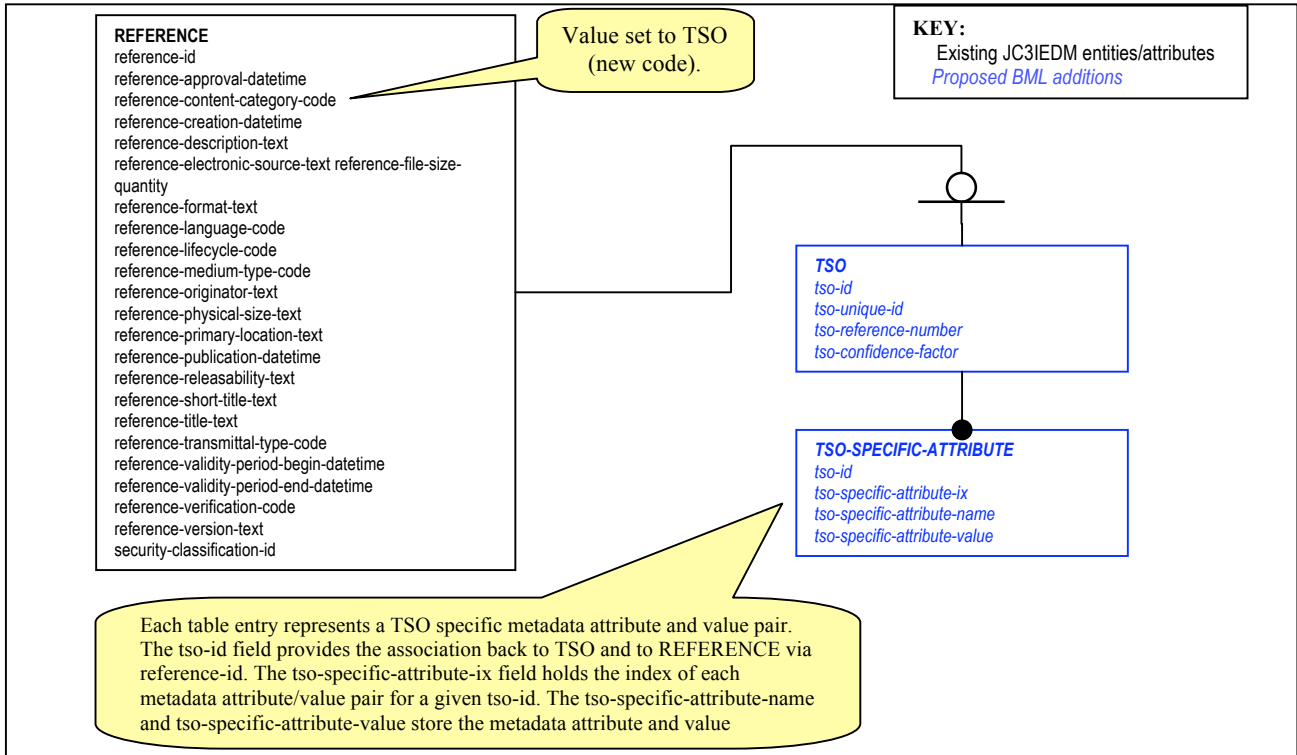 REFERENCE
reference-id
reference-approval-datetime
reference-content-category-code
reference-creation-datetime
reference-description-text
reference-electronic-source-text reference-file-size-
quantity
reference-format-text
reference-language-code
reference-lifecycle-code
reference-medium-type-code
reference-originator-text
reference-physical-size-text
reference-primary-location-text
reference-publication-datetime
reference-releasability-text
reference-short-title-text
reference-title-text
reference-transmittal-type-code
reference-validity-period-begin-datetime
reference-validity-period-end-datetime
reference-verification-code
reference-version-text
security-classification-id
Value set to TSO
(new code).
KEY:
Existing JC3IEDM entities/attributes
Proposed BML additions
TSO
tso-id
tso-unique-id
tso-reference-number
tso-confidence-factor
TSO-SPECIFIC-ATTRIBUTE
tso-id
tso-specific-attribute-ix
tso-specific-attribute-name
tso-specific-attribute-value
Each table entry represents a TSO specific metadata attribute and value pair.
The tso-id field provides the association back to TSO and to REFERENCE via
reference-id. The tso-specific-attribute-ix field holds the index of each
metadata attribute/value pair for a given tso-id. The tso-specific-attribute-name
and tso-specific-attribute-value store the metadata attribute and value